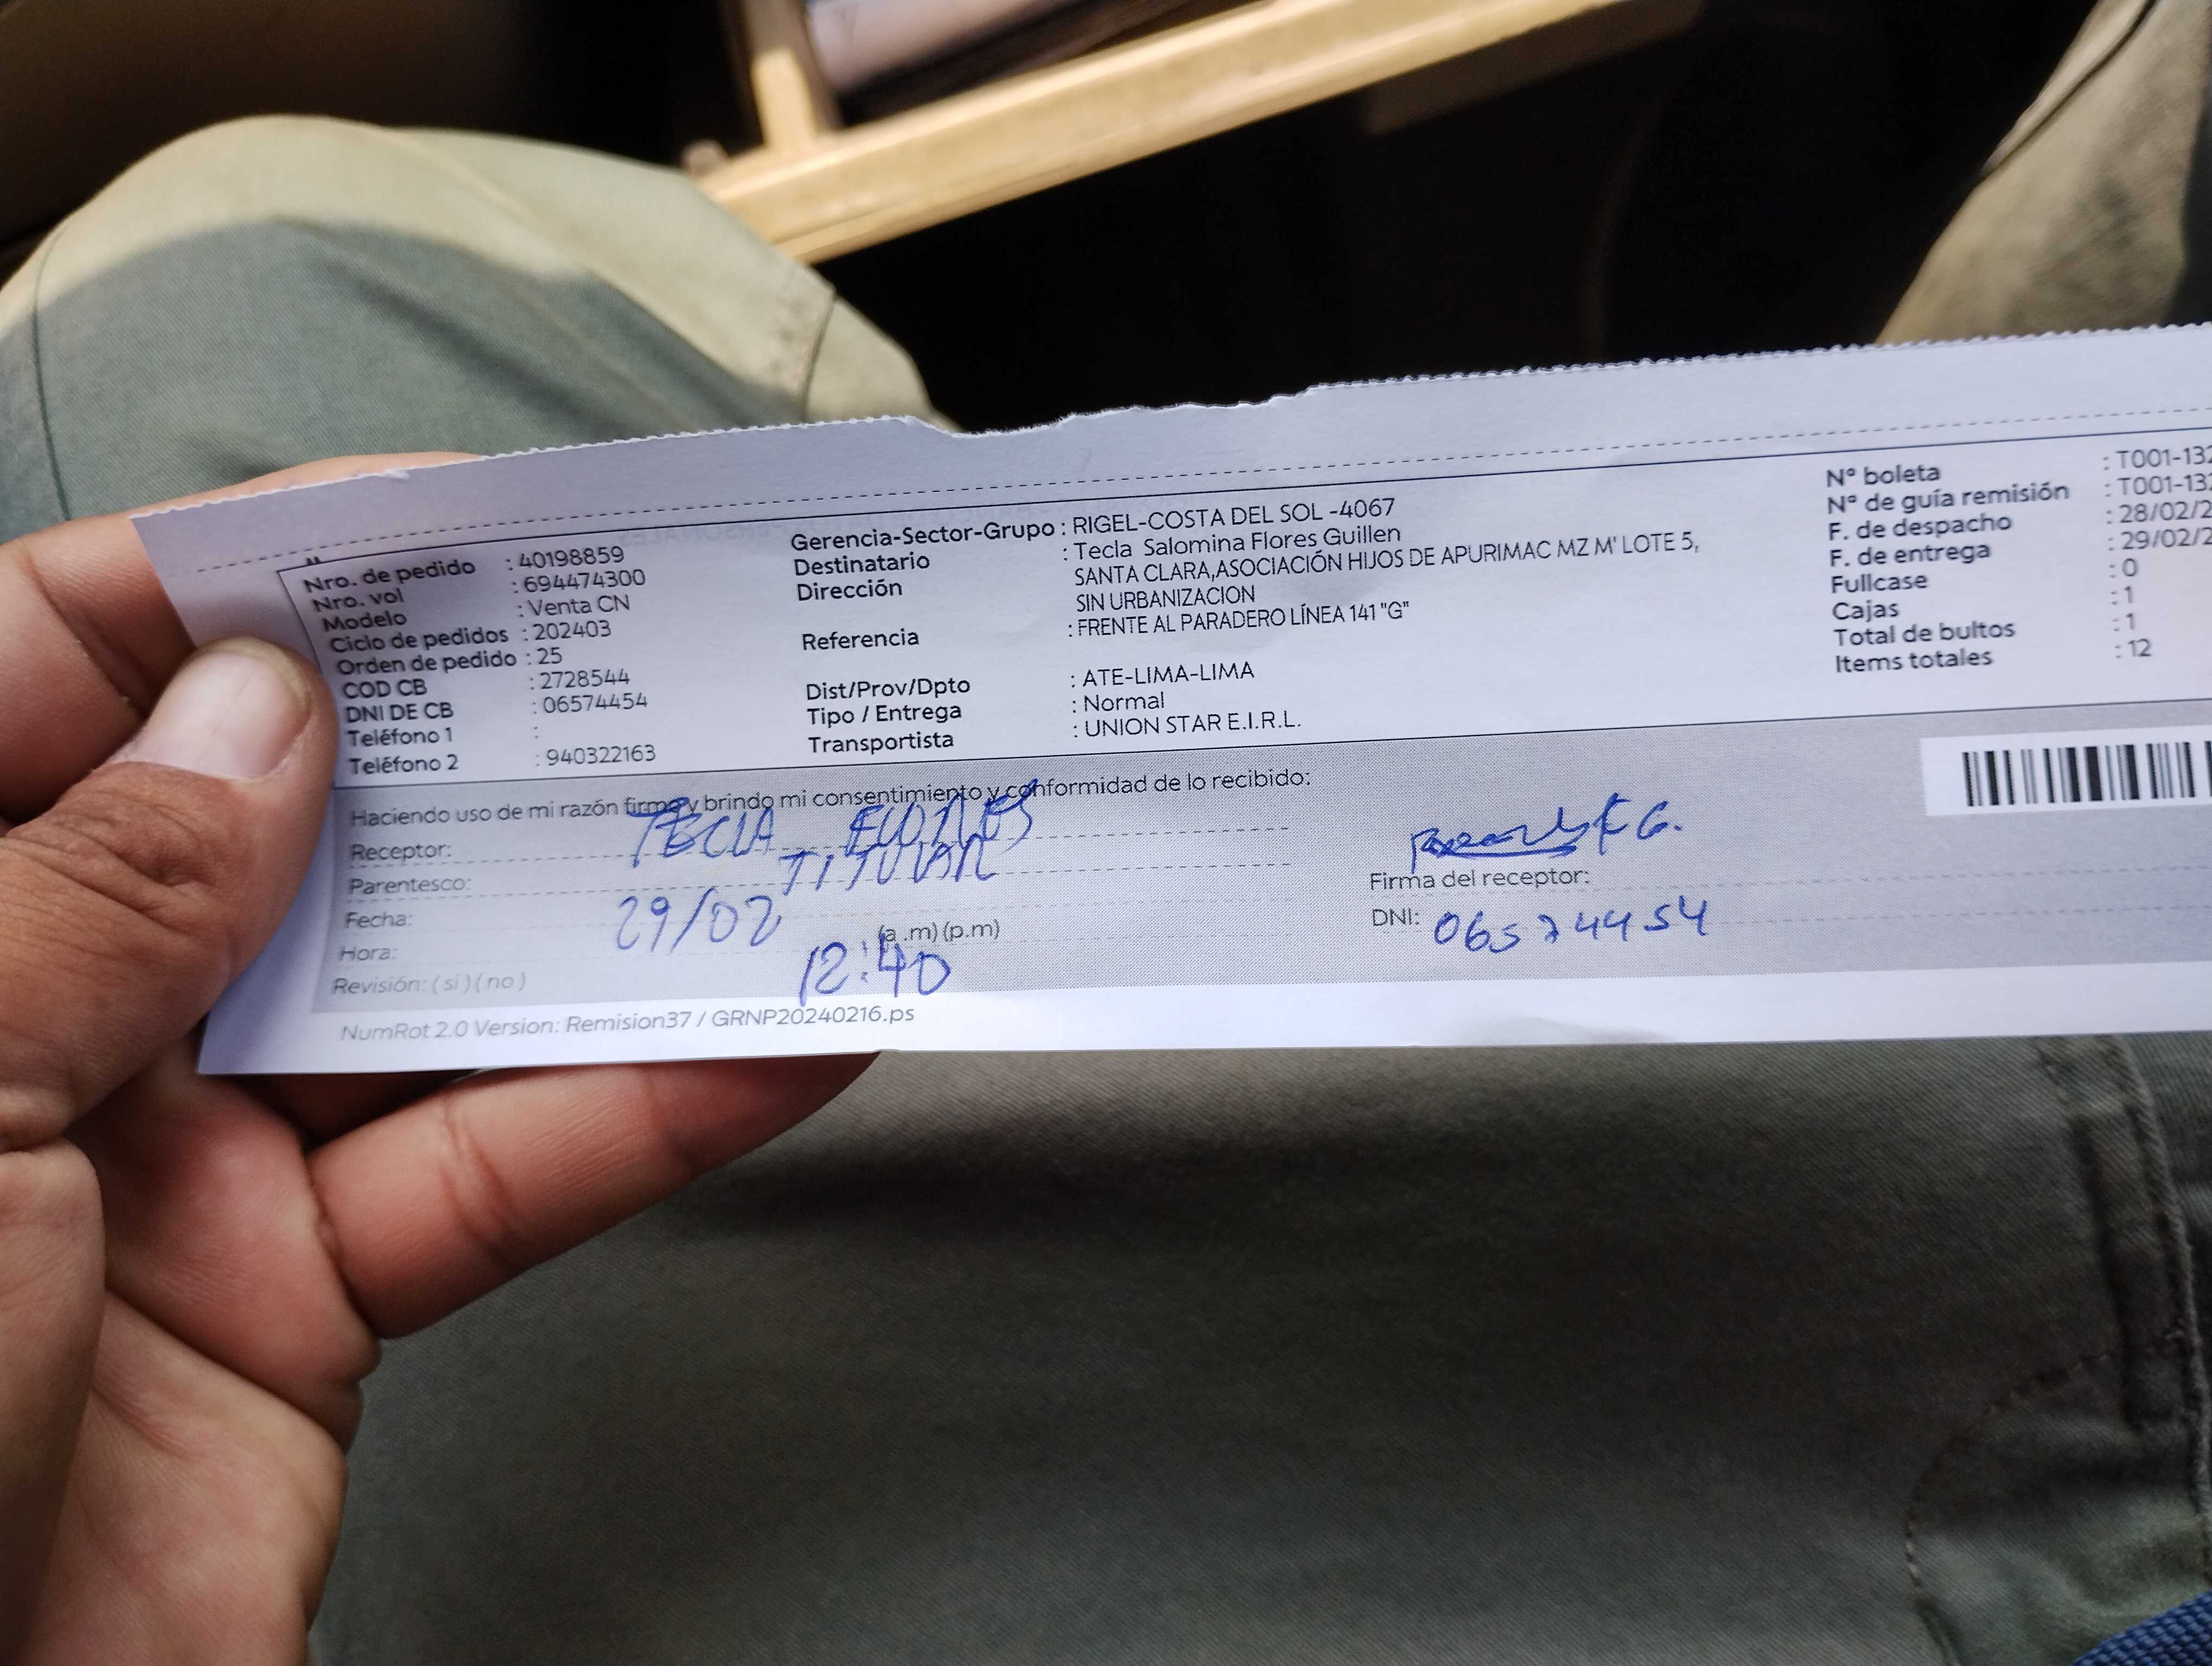 Nro. de pedido : 40198859
Nro. vol : 694474300
Modelo : Venta CN
Ciclo de pedidos : 202403
Orden de pedido : 25
COD CB : 2728544
DNI DE CB : 06574454
Teléfono 1 :
Teléfono 2 : 940322163
Gerencia-Sector-Grupo : RIGEL-COSTA DEL SOL -4067
Destinatario : Tecla Salomina Flores Guillen
Dirección SANTA CLARA,ASOCIACIÓN HIJOS DE APURIMAC MZ M' LOTE 5,
SIN URBANIZACION
Referencia : FRENTE AL PARADERO LÍNEA 141 "G"
Dist/Prov/Dpto : ATE-LIMA-LIMA
Tipo / Entrega : Normal
Transportista : UNION STAR E.I.R.L.
N° boleta : T001-132
N° de guía remisión : T001-132
F. de despacho : 28/02/2
F. de entrega : 29/02/2
Fullcase : 0
Cajas : 1
Total de bultos : 1
Items totales : 12
Haciendo uso de mi razón firmo y brindo mi consentimiento y conformidad de lo recibido:
Receptor: TECLA
Parentesco: TITULAR
Fecha: 29/02
Hora: 12:40 (a .m) (p.m)
Revisión: ( si ) ( no )
F G.
Firma del receptor:
DNI: 06574454
NumRot 2.0 Version: Remision37 / GRNP20240216.ps